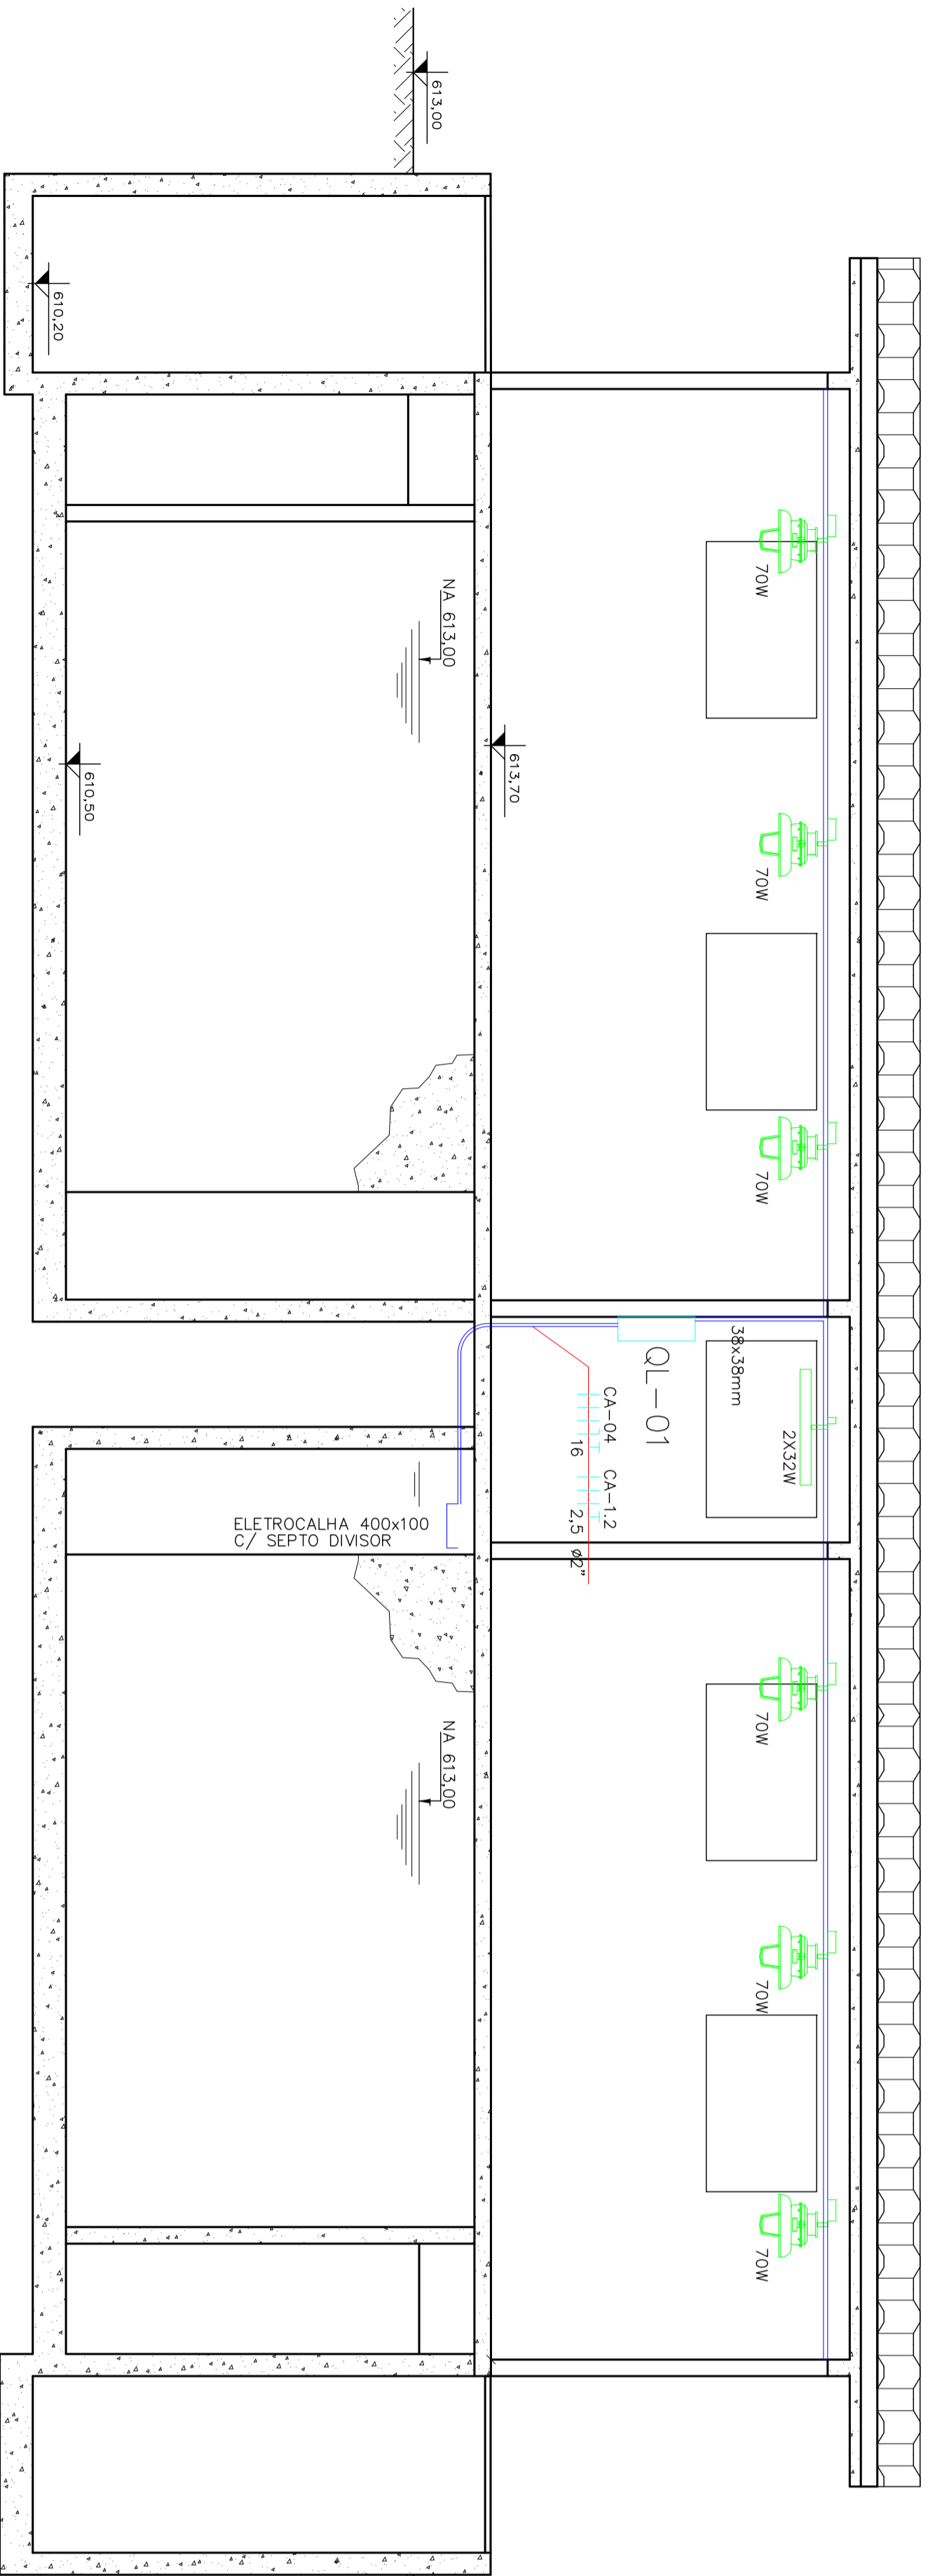 613,00
610,20
70W
NA 613,00
613,70
610,50
70W
70W
38x38mm
QL-01
2X32W
CA-04
16
CA-1.2
2,5 ø2"
ELETROCALHA 400x100
C/ SEPTO DIVISOR
70W
NA 613,00
70W
70W